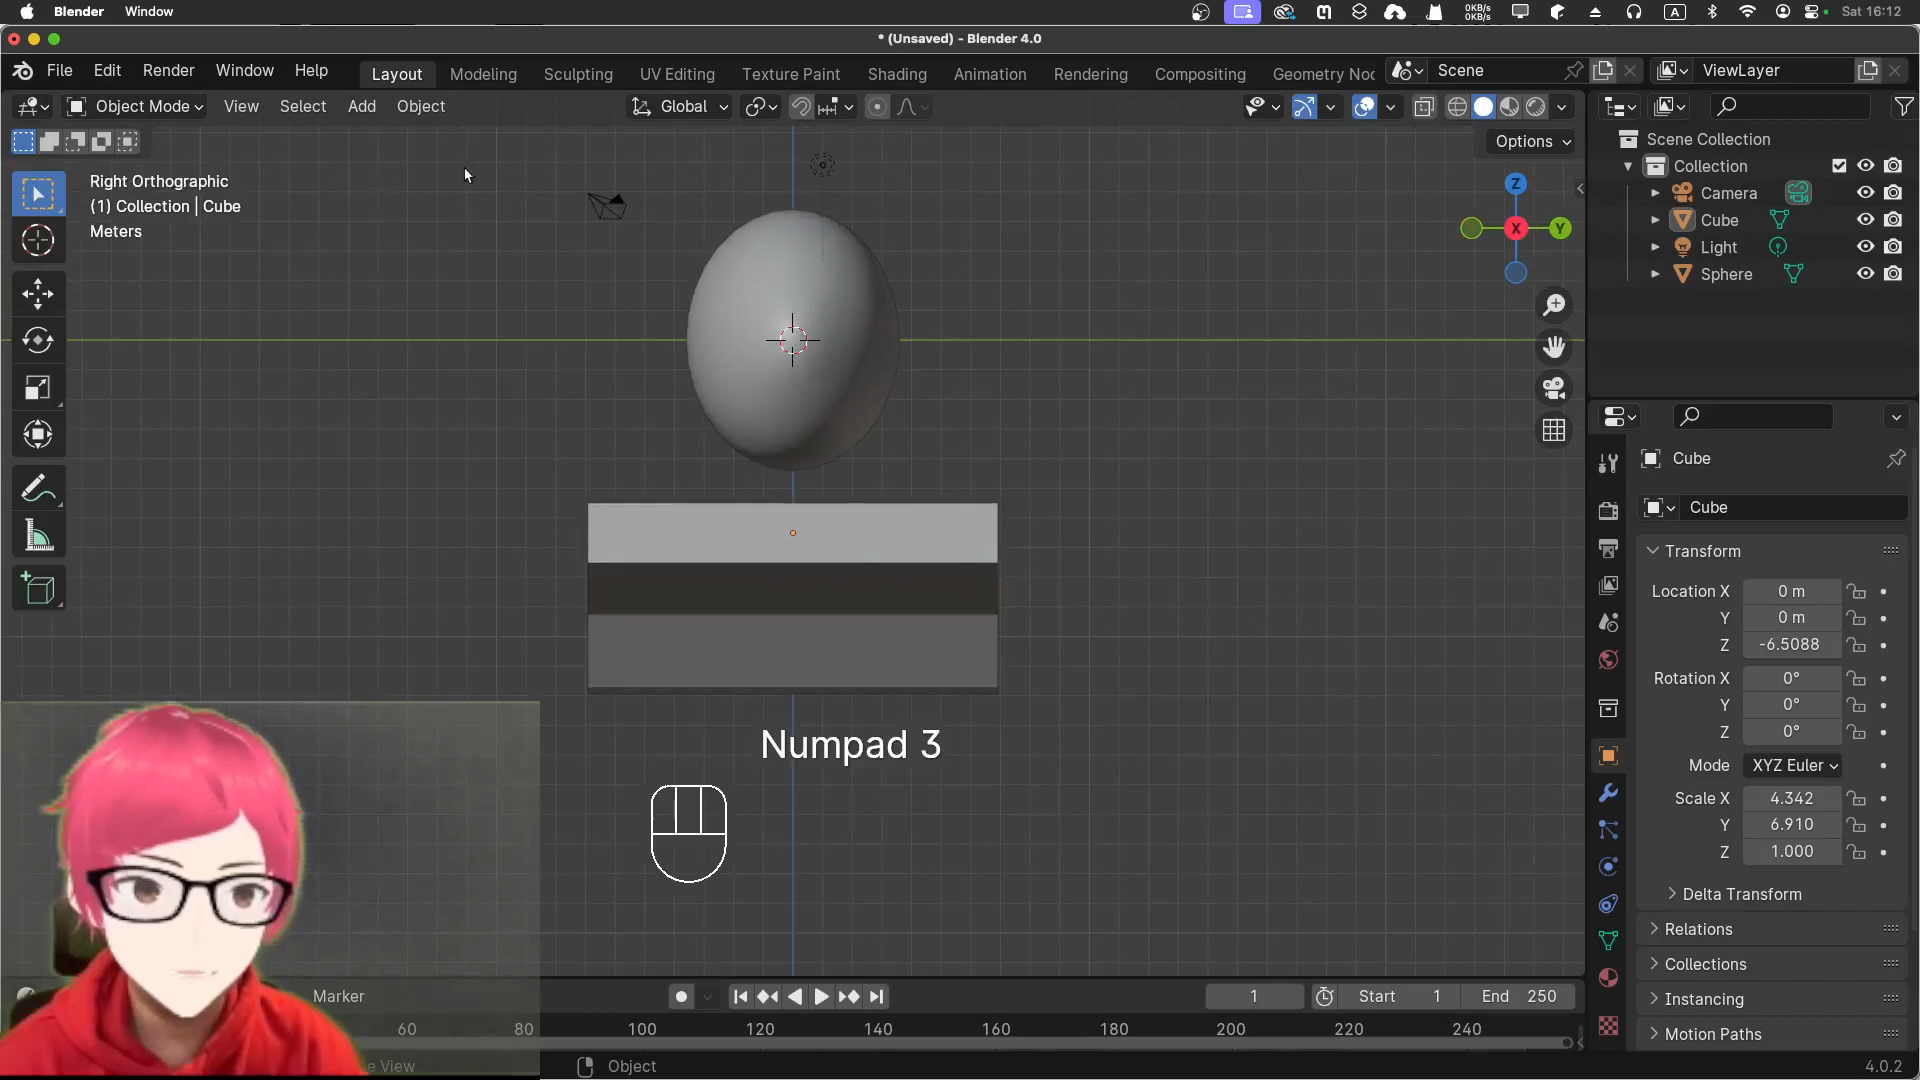 Blender Window
0KB/s
0KB/s
A
Sat 16:12
* (Unsaved) - Blender 4.0
File Edit Render Window Help
Layout Modeling Sculpting UV Editing Texture Paint Shading Animation Rendering Compositing Geometry Noc
Scene
ViewLayer
Object Mode View Select Add Object
Global
Options
Right Orthographic
(1) Collection | Cube
Meters
Z
X
Y
Scene Collection
Collection
Camera
Cube
Light
Sphere
Cube
Cube
Transform
Location X 0 m
Y 0 m
Z -6.5088
Rotation X 0°
Y 0°
Z 0°
Mode XYZ Euler
Scale X 4.342
Y 6.910
Z 1.000
Delta Transform
Relations
Collections
Instancing
Motion Paths
Numpad 3
Marker
1
Start 1
End 250
60 80 100 120 140 160 180 200 220 240
e View
Object
4.0.2